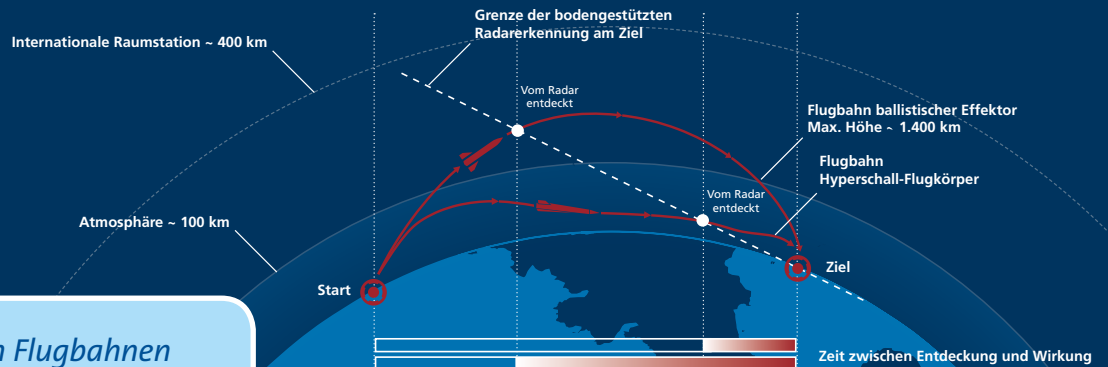 Grenze der bodengestützten
Radarerkennung am Ziel
Internationale Raumstation ~ 400 km
Vom Radar
entdeckt
Flugbahn ballistischer Effektor
Max. Höhe ~ 1.400 km
Flugbahn
Hyperschall-Flugkörper
Vom Radar
entdeckt
Atmosphäre ~ 100 km
Ziel
Start
Flugbahnen
Zeit zwischen Entdeckung und Wirkung